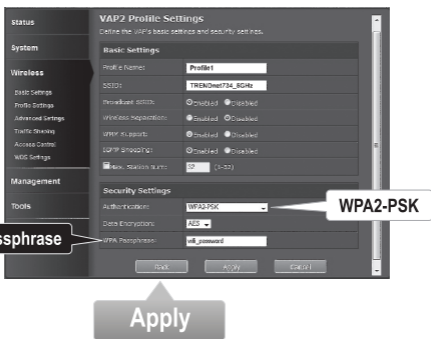 VAP2 Profile Settings
Define the VAP's basic settings and security settings.
Status
System
Wireless
Basic Settings
Profile Settings
Advanced Settings
Traffic Shaping
Access Control
WDS Settings
Management
Tools
Basic Settings
Profile Name: Profile1
SSID: TRENDnet734_5GHz
Broadcast SSID: Enabled Disabled
Wireless Separation: Enabled Disabled
WMM Support: Enabled Disabled
IGMP Snooping: Enabled Disabled
Max. Station Num: 32 (1-32)
Security Settings
Authentication: WPA2-PSK
Data Encryption: AES
WPA Passphrase: wifi_password
Back Apply Cancel
WPA2-PSK
ssphrase
Apply